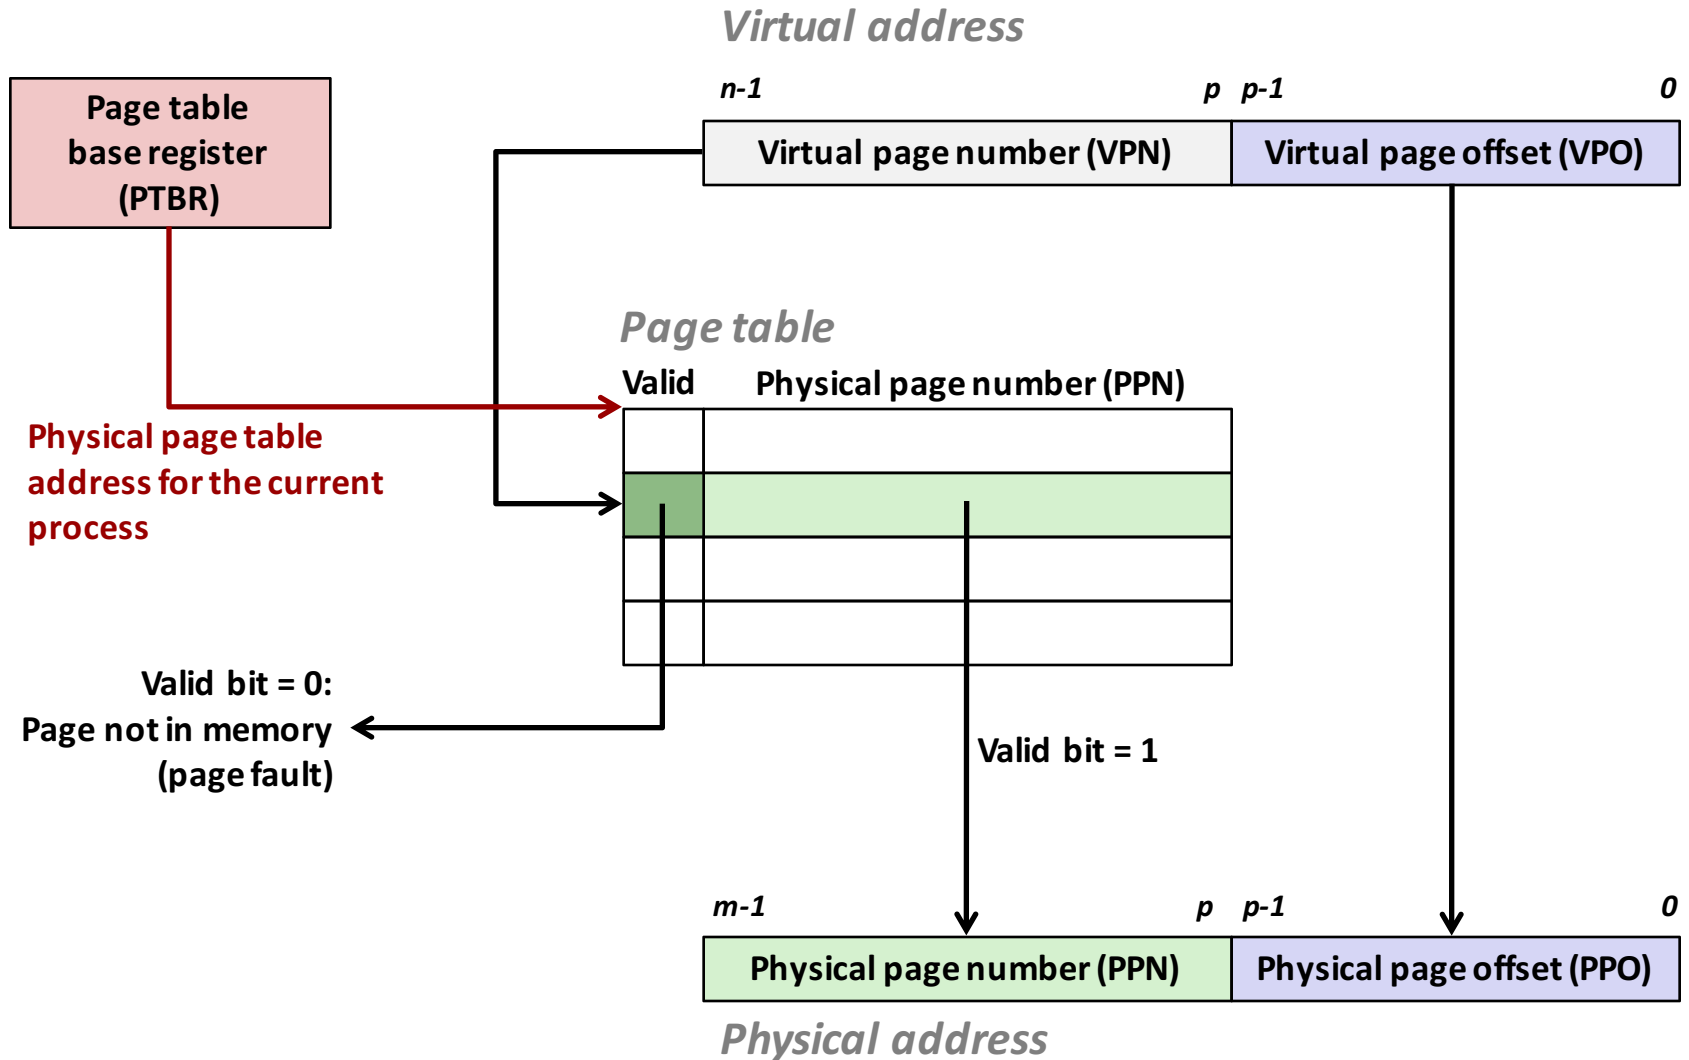 Virtual address
n-1 p p-1 0
Page table
base register
(PTBR)
Virtual page number (VPN) Virtual page offset (VPO)
Page table
Valid Physical page number (PPN)
Physical page table
address for the current
process
Valid bit = 0:
Page not in memory
(page fault)
Valid bit = 1
m-1 p p-1 0
Physical page number (PPN) Physical page offset (PPO)
Physical address